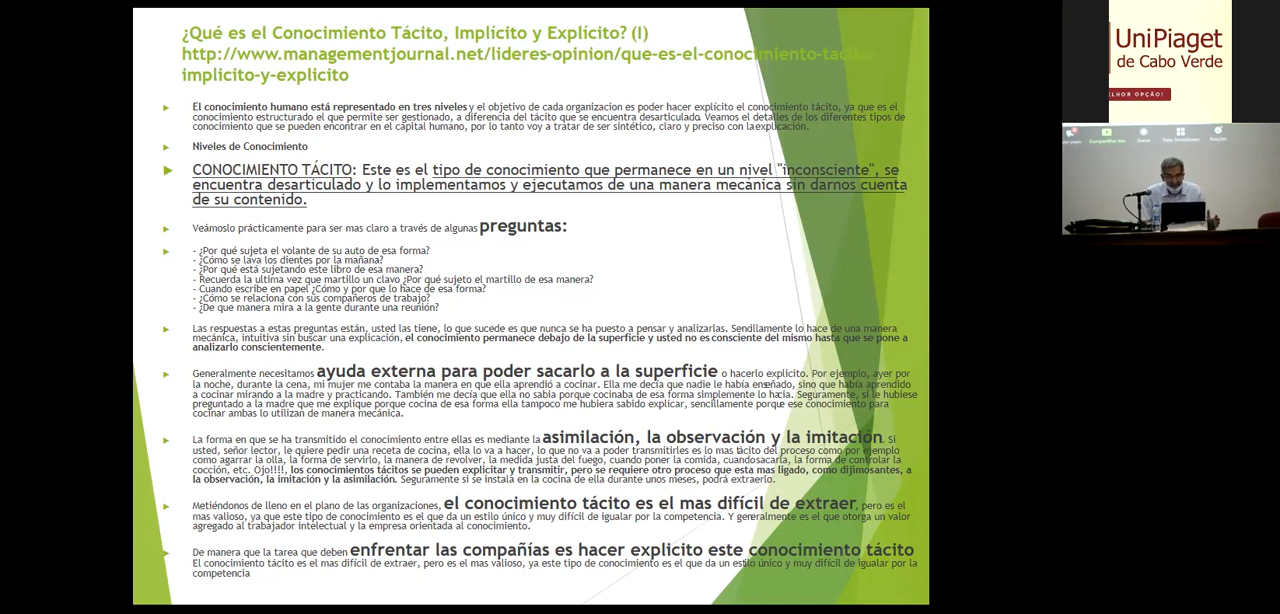 ¿Qué es el Conocimiento Tácito, Implícito y Explícito? (I)
http://www.managementjournal.net/lideres-opinion/que-es-el-conocimiento-tacito-
implicito-y-explicito
El conocimiento humano está representado en tres niveles y el objetivo de cada organizacion es poder hacer explícito el conocimiento tácito, ya que es el
conocimiento estructurado el que permite ser gestionado, a diferencia del tácito que se encuentra desarticulado. Veamos el detalles de los diferentes tipos de
conocimiento que se pueden encontrar en el capital humano, por lo tanto voy a tratar de ser sintético, claro y preciso con la explicación.
Niveles de Conocimiento
CONOCIMIENTO TÁCITO: Este es el tipo de conocimiento que permanece en un nivel "inconsciente", se
encuentra desarticulado y lo implementamos y ejecutamos de una manera mecánica sin darnos cuenta
de su contenido.
Veámoslo prácticamente para ser mas claro a través de algunas preguntas:
- ¿Por qué sujeta el volante de su auto de esa forma?
- ¿Cómo se lava los dientes por la mañana?
- ¿Por qué está sujetando este libro de esa manera?
- Recuerda la ultima vez que martillo un clavo ¿Por qué sujeto el martillo de esa manera?
- Cuando escribe en papel ¿Cómo y por que lo hace de esa forma?
- ¿Cómo se relaciona con sus compañeros de trabajo?
- ¿De que manera mira a la gente durante una reunión?
Las respuestas a estas preguntas están, usted las tiene, lo que sucede es que nunca se ha puesto a pensar y analizarlas. Sencillamente lo hace de una manera
mecánica, intuitiva sin buscar una explicación, el conocimiento permanece debajo de la superficie y usted no es consciente del mismo hasta que se pone a
analizarlo conscientemente.
Generalmente necesitamos ayuda externa para poder sacarlo a la superficie o hacerlo explicito. Por ejemplo, ayer por
la noche, durante la cena, mi mujer me contaba la manera en que ella aprendió a cocinar. Ella me decía que nadie le había enseñado, sino que había aprendido
a cocinar mirando a la madre y practicando. También me decía que ella no sabia porque cocinaba de esa forma simplemente lo hacia. Seguramente, si le hubiese
preguntado a la madre que me explique porque cocina de esa forma ella tampoco me hubiera sabido explicar, sencillamente porque ese conocimiento para
cocinar ambas lo utilizan de manera mecánica.
La forma en que se ha transmitido el conocimiento entre ellas es mediante la asimilación, la observación y la imitación. Si
usted, señor lector, le quiere pedir una receta de cocina, ella lo va a hacer, lo que no va a poder transmitirles es lo mas tácito del proceso como por ejemplo
como agarrar la olla, la forma de servirlo, la manera de revolver, la medida justa del fuego, cuando poner la comida, cuando sacarla, la forma de controlar la
cocción, etc. Ojo!!!!, los conocimientos tácitos se pueden explicitar y transmitir, pero se requiere otro proceso que esta mas ligado, como dijimos antes, a
la observación, la imitación y la asimilación. Seguramente si se instalá en la cocina de ella durante unos meses, podrá extraerlo.
Metiéndonos de lleno en el plano de las organizaciones, el conocimiento tácito es el mas difícil de extraer, pero es el
mas valioso, ya que este tipo de conocimiento es el que da un estilo único y muy difícil de igualar por la competencia. Y generalmente es el que otorga un valor
agregado al trabajador intelectual y la empresa orientada al conocimiento.
De manera que la tarea que deben enfrentar las compañías es hacer explicito este conocimiento tácito
El conocimiento tácito es el mas difícil de extraer, pero es el mas valioso, ya este tipo de conocimiento es el que da un estilo único y muy difícil de igualar por la
competencia
UniPiaget
de Cabo Verde
ELHOR OPÇÃO!